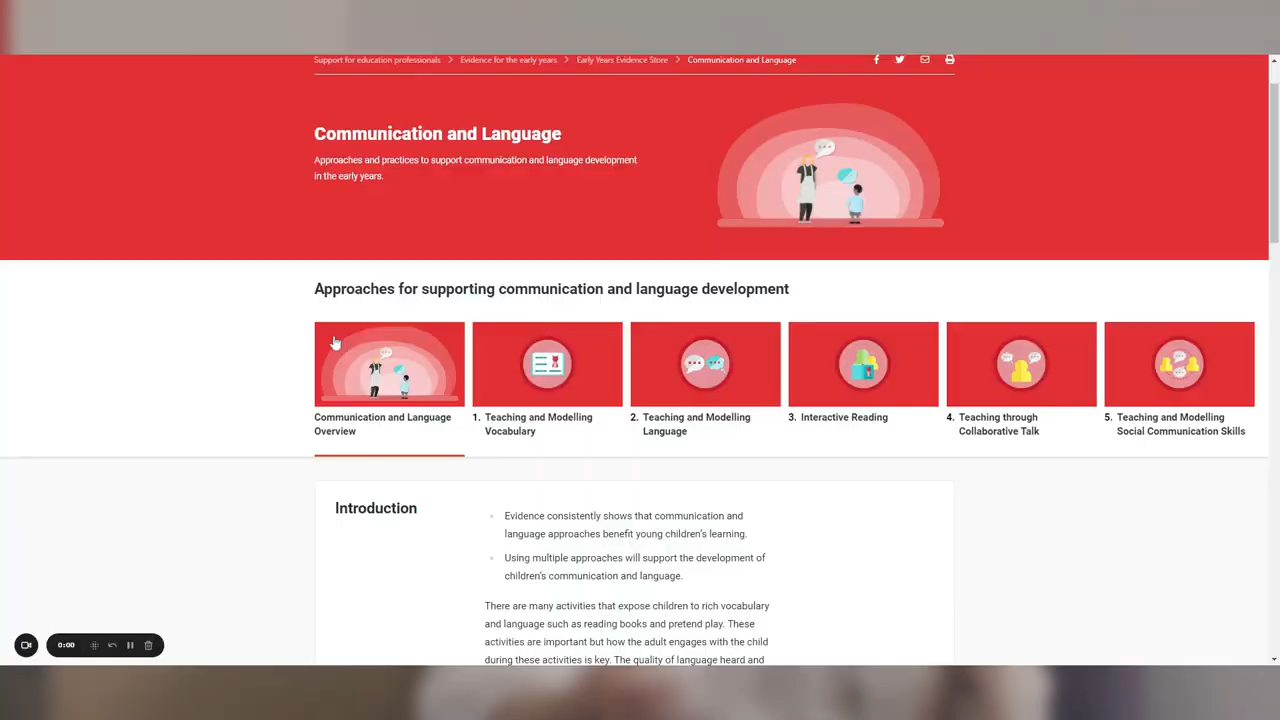 Support for education professionals > Evidence for the early years > Early Years Evidence Store > Communication and Language
Communication and Language
Approaches and practices to support communication and language development
in the early years.
Approaches for supporting communication and language development
Communication and Language
Overview
1. Teaching and Modelling
Vocabulary
2. Teaching and Modelling
Language
3. Interactive Reading
4. Teaching through
Collaborative Talk
5. Teaching and Modelling
Social Communication Skills
Introduction
Evidence consistently shows that communication and
language approaches benefit young children’s learning.
Using multiple approaches will support the development of
children’s communication and language.
There are many activities that expose children to rich vocabulary
and language such as reading books and pretend play. These
activities are important but how the adult engages with the child
during these activities is key. The quality of language heard and
0:00